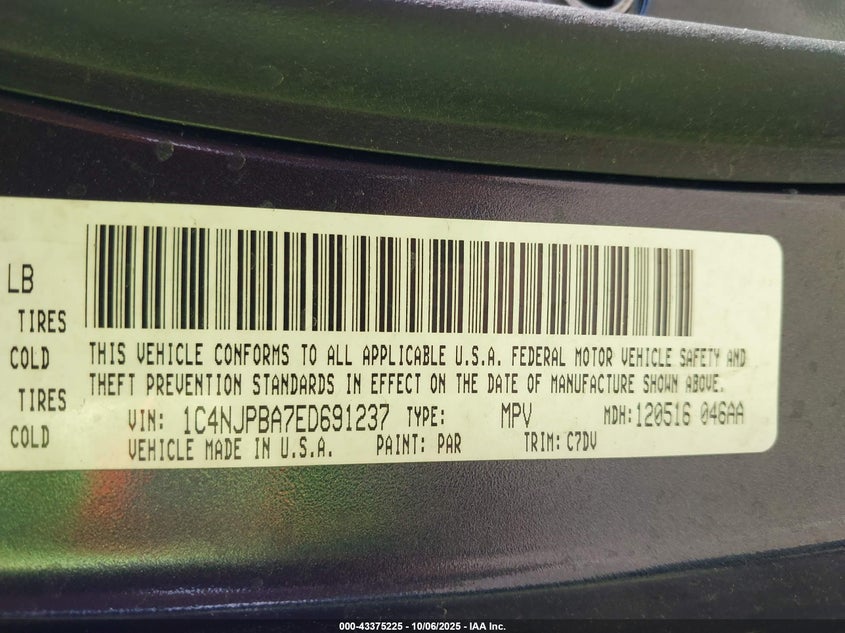 LB
TIRES
COLD
THIS VEHICLE CONFORMS TO ALL APPLICABLE U.S.A. FEDERAL MOTOR VEHICLE SAFETY AND
THEFT PREVENTION STANDARDS IN EFFECT ON THE DATE OF MANUFACTURE SHOWN ABOVE.
TIRES
COLD
VIN: 1C4NJPBA7ED691237 TYPE: MPV MDH: 120516 046AA
VEHICLE MADE IN U.S.A. PAINT: PAR TRIM: C7DV
000-43375225 - 10/06/2025 - IAA Inc.